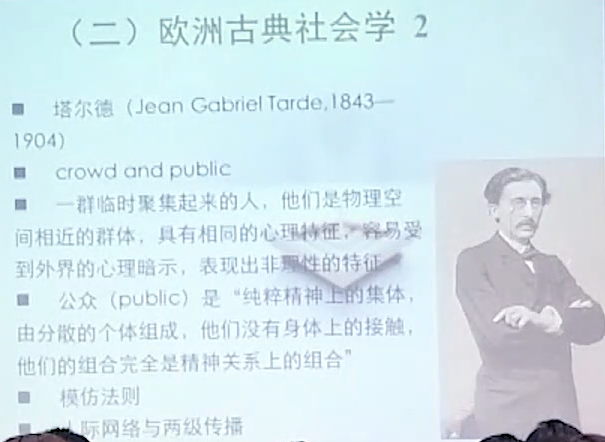 （二）欧洲古典社会学 2
■ 塔尔德（Jean Gabriel Tarde,1843—
1904）
■ crowd and public
■ 一群临时聚集起来的人，他们是物理空
间相近的群体，具有相同的心理特征，容易受
到外界的心理暗示，表现出非理性的特征
■ 公众（public）是“纯粹精神上的集体，
由分散的个体组成，他们没有身体上的接触，
他们的组合完全是精神关系上的组合”
■ 模仿法则
■ 人际网络与两级传播